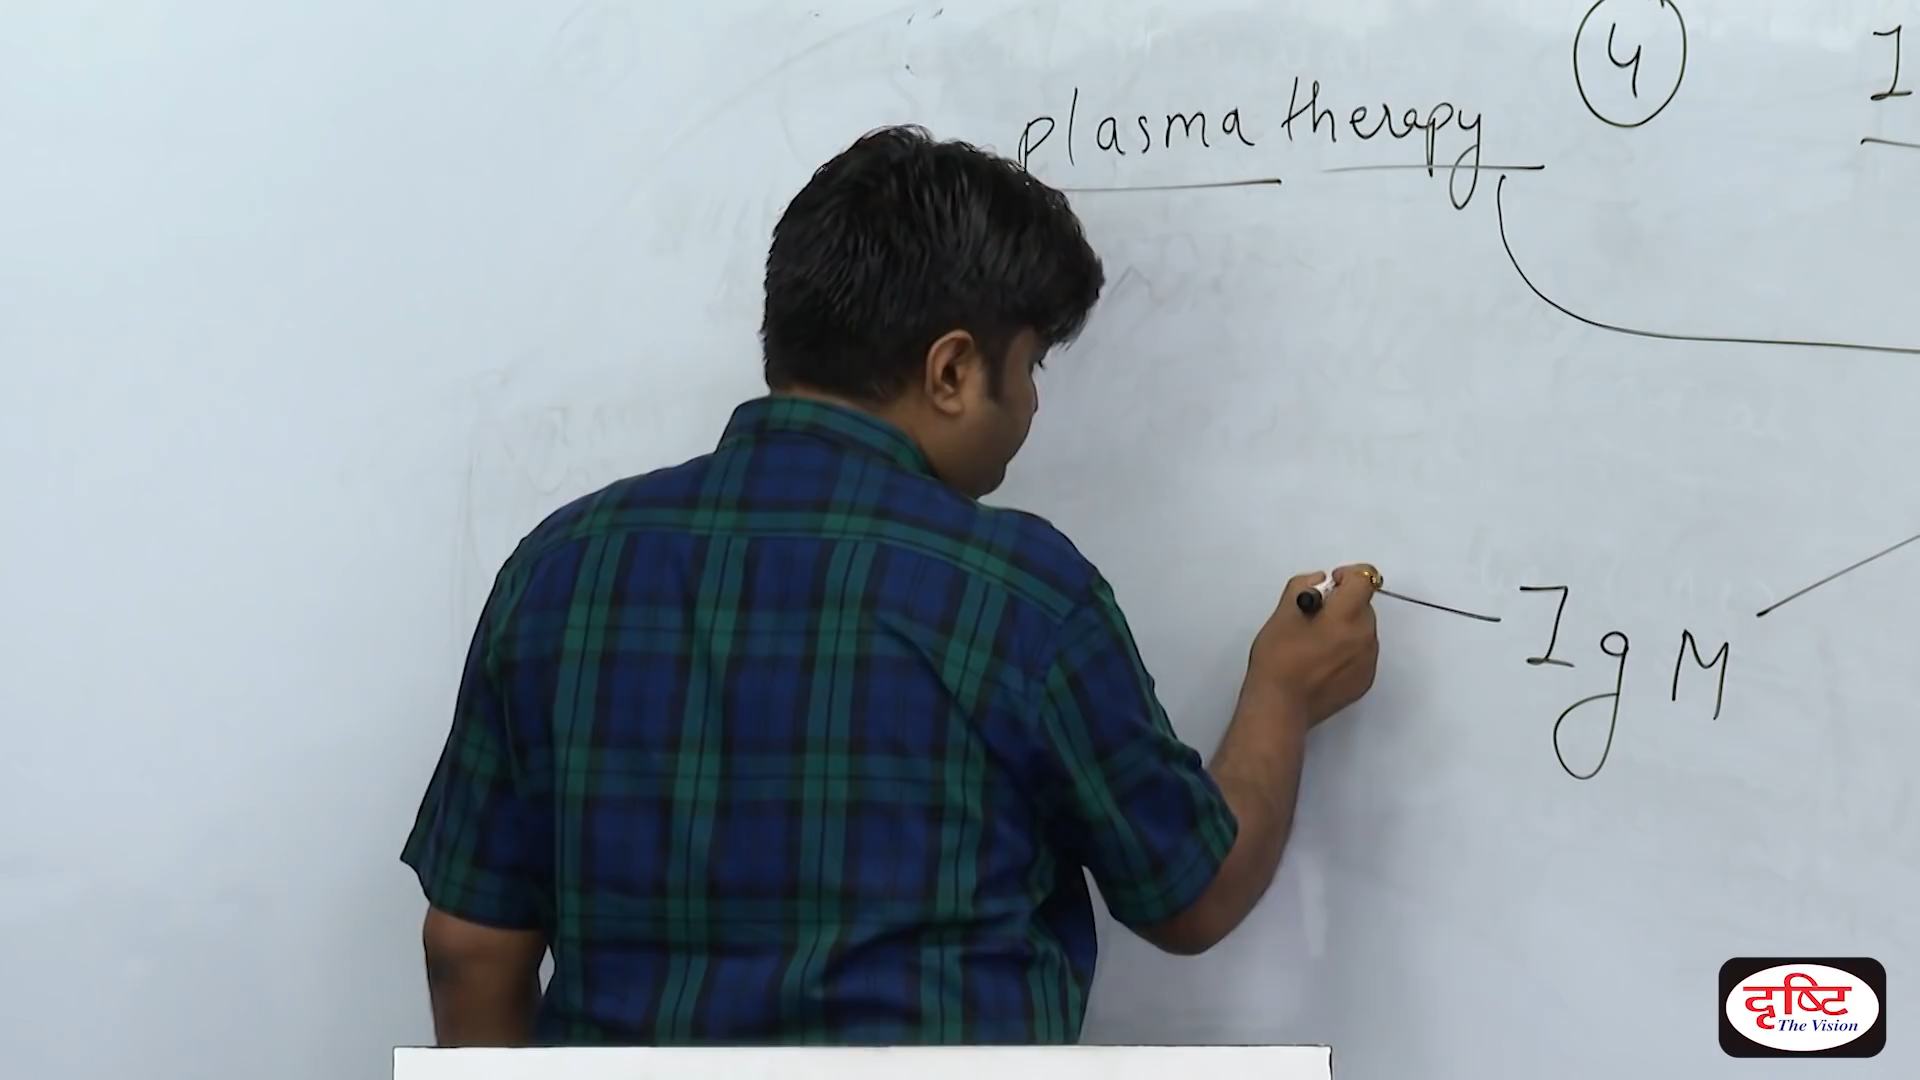 4
I
plasma therapy
IgM
दृष्टि
The Vision